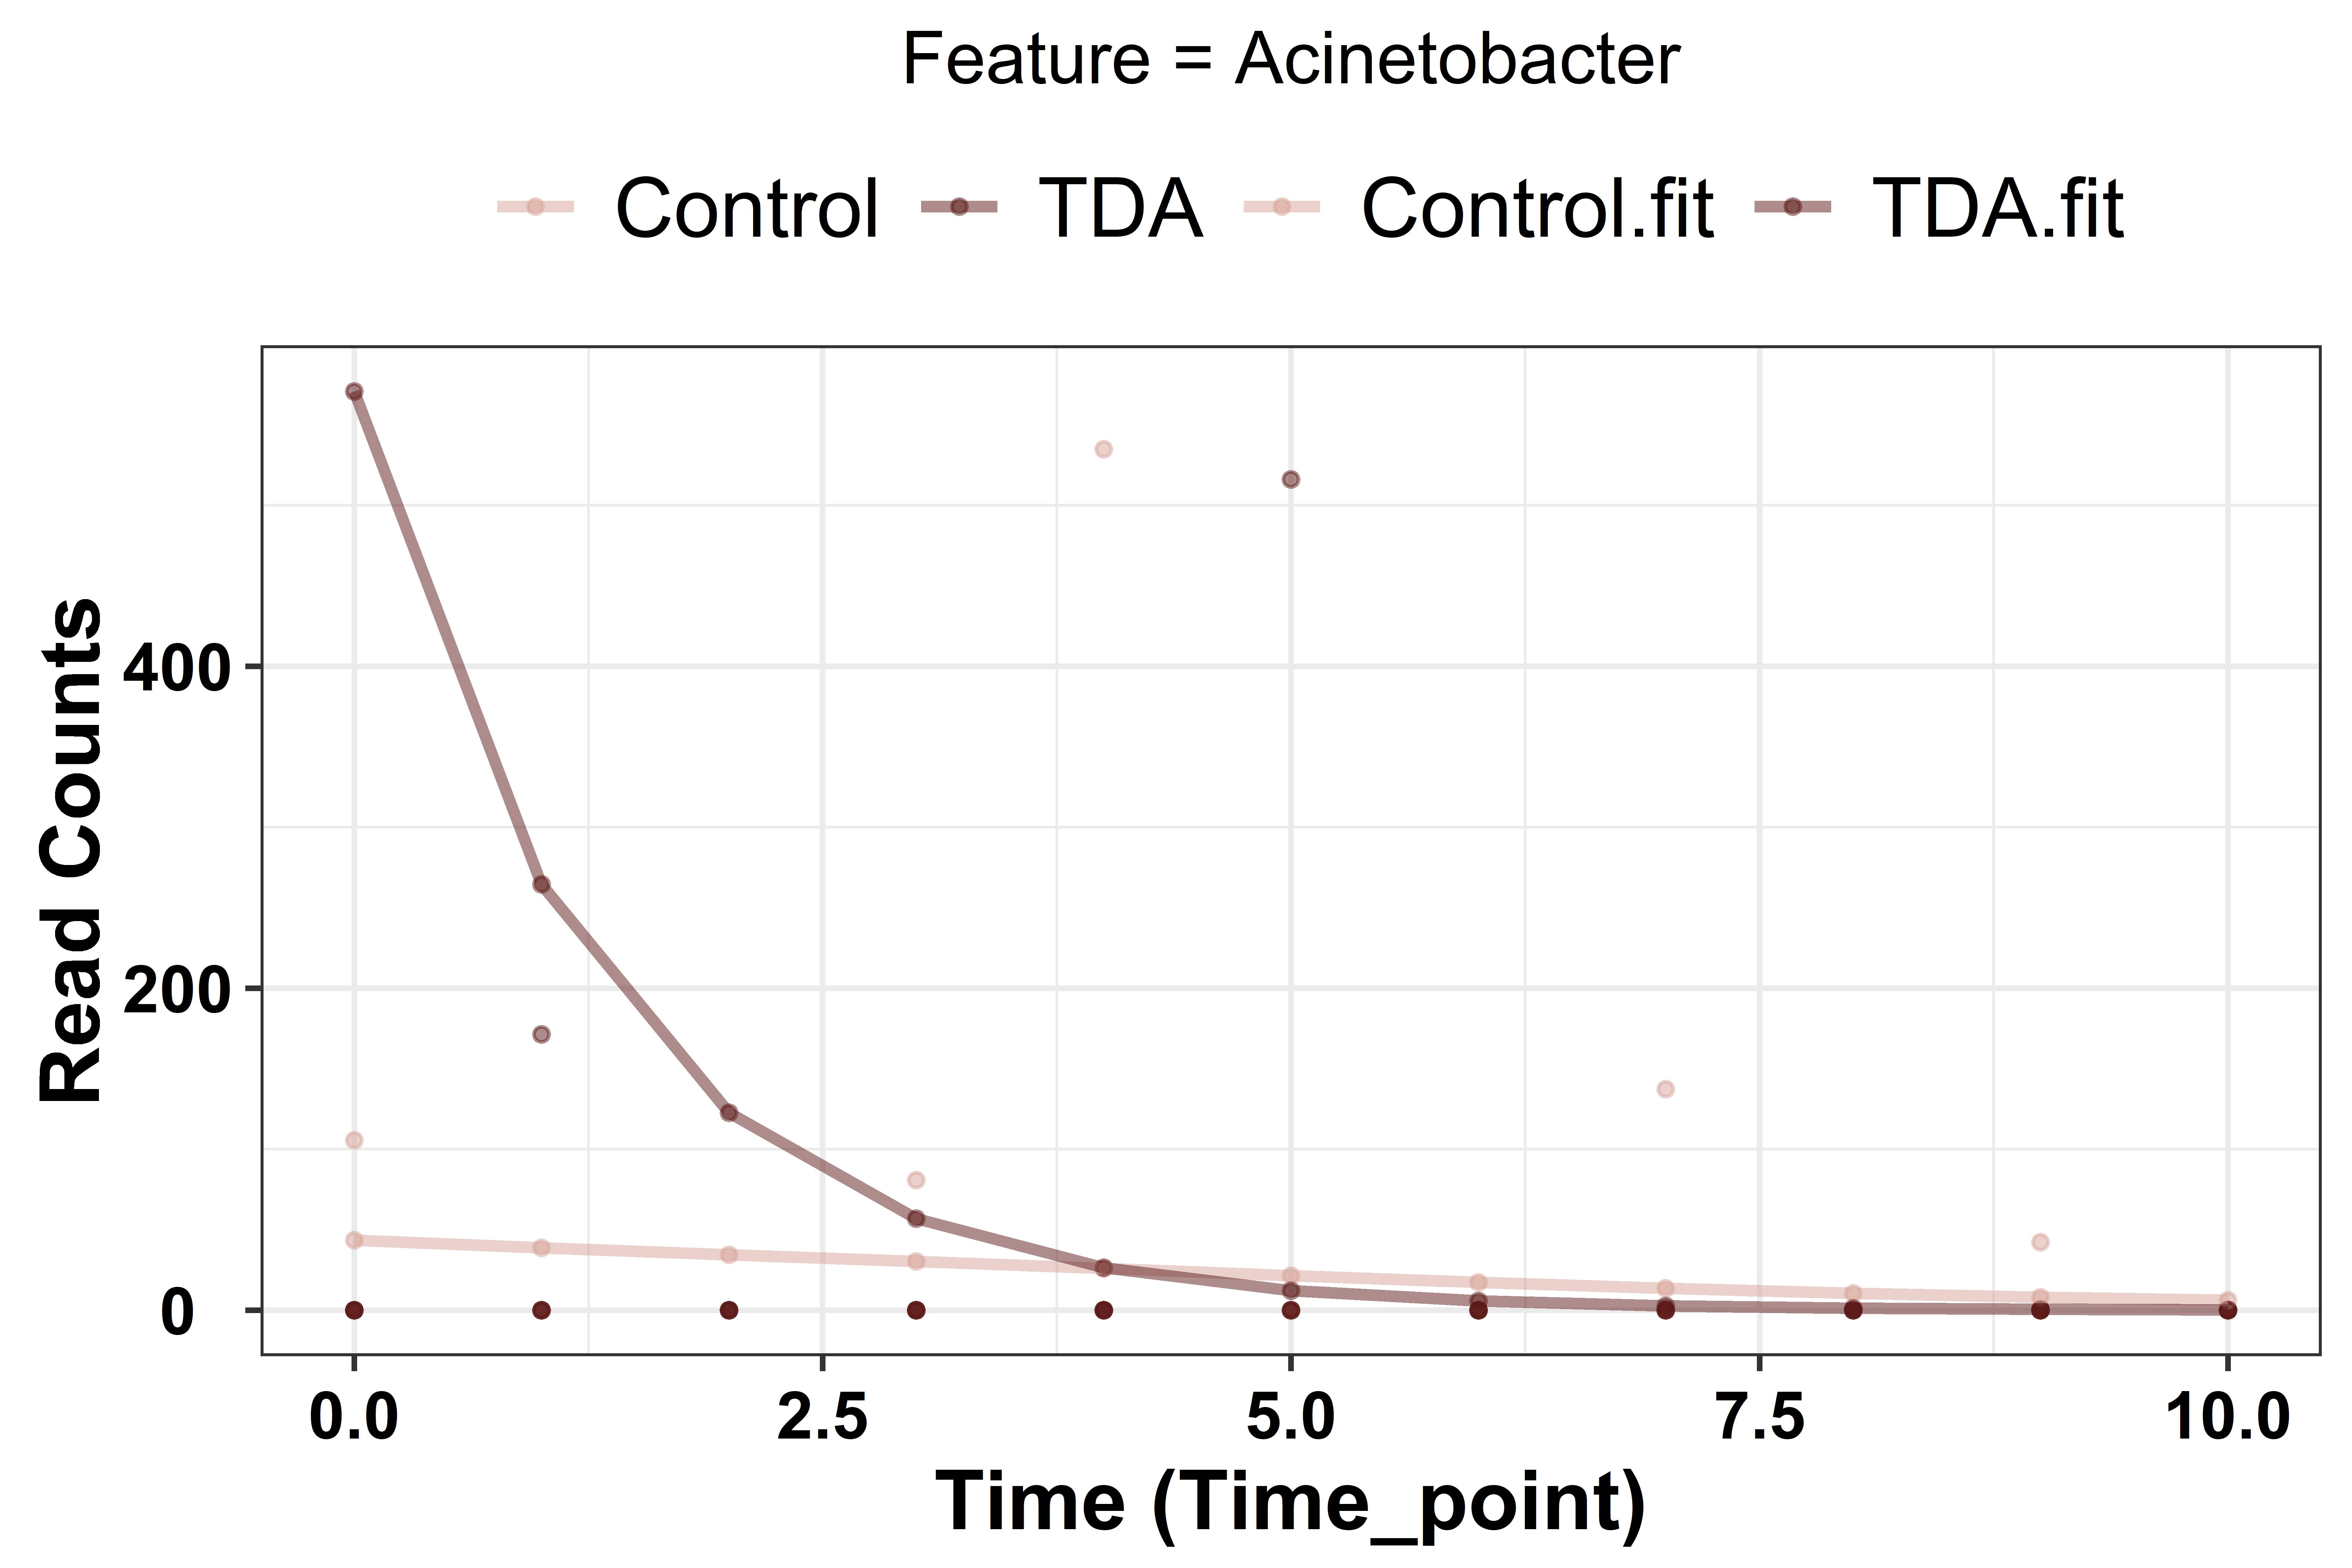 Feature = Acinetobacter
Control TDA Control.fit TDA.fit
Read Counts
400
200
0
0.0 2.5 5.0 7.5 10.0
Time (Time_point)